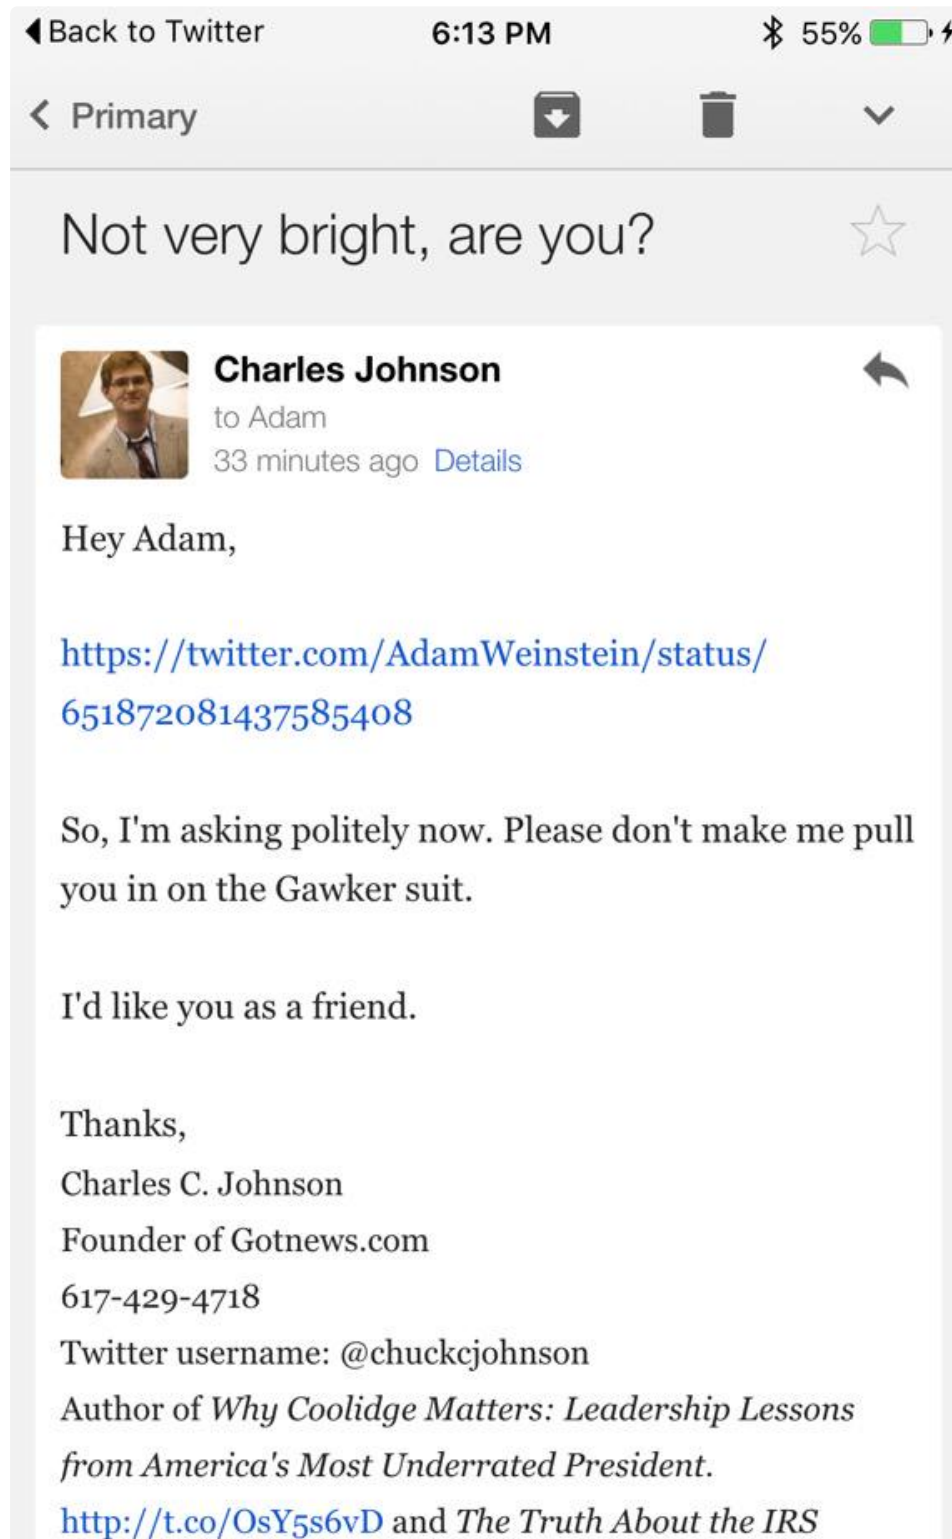 Back to Twitter 6:13 PM 55%
Primary
Not very bright, are you?
Charles Johnson
to Adam
33 minutes ago Details
Hey Adam,
https://twitter.com/AdamWeinstein/status/
651872081437585408
So, I'm asking politely now. Please don't make me pull
you in on the Gawker suit.
I'd like you as a friend.
Thanks,
Charles C. Johnson
Founder of Gotnews.com
617-429-4718
Twitter username: @chuckcjohnson
Author of Why Coolidge Matters: Leadership Lessons
from America's Most Underrated President.
http://t.co/OsY5s6vD and The Truth About the IRS